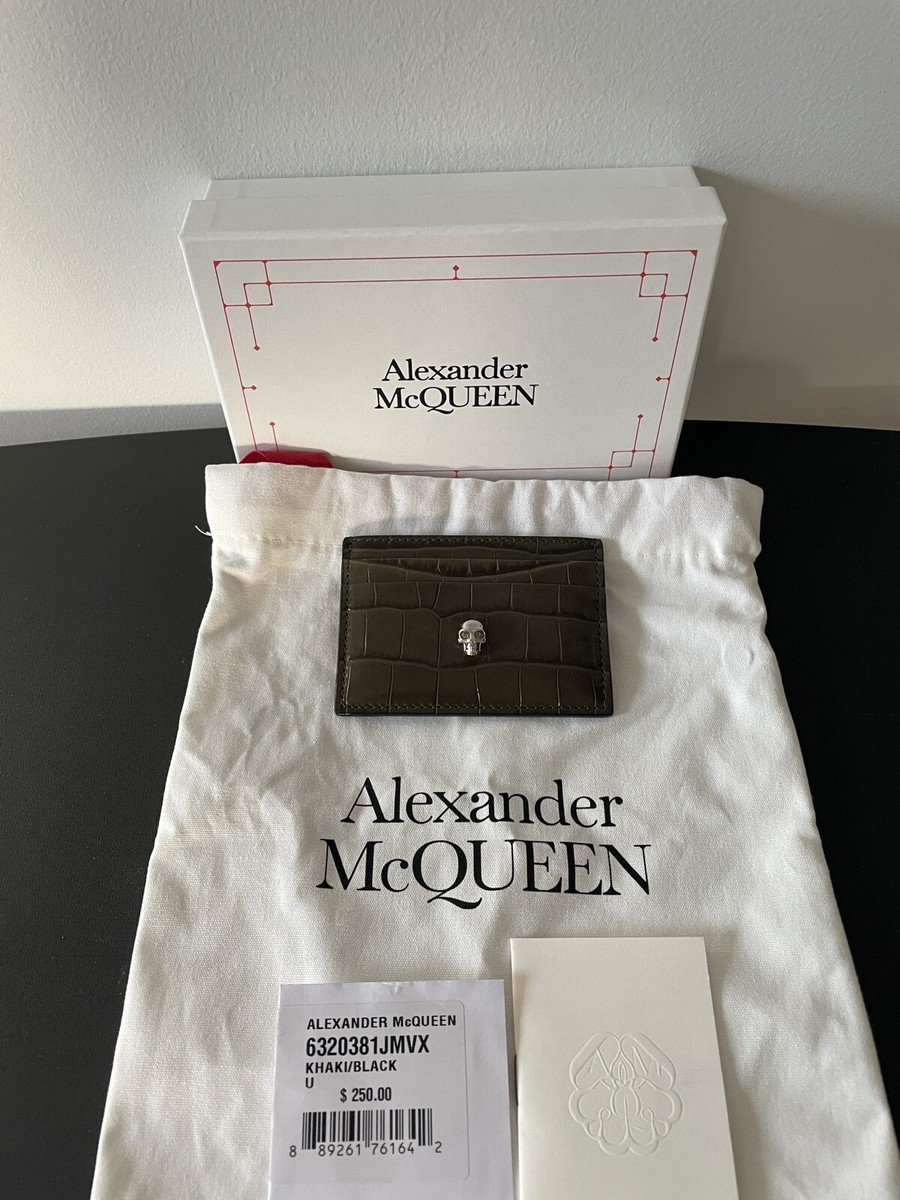 Alexander
McQUEEN
Alexander
McQUEEN
ALEXANDER McQUEEN
6320381JMVX
KHAKI/BLACK
U
$ 250.00
8 89261 76164 2